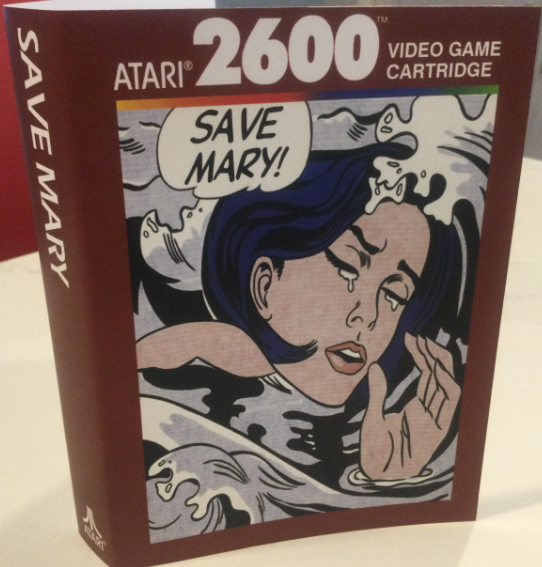 SAVE MARY
ATARI® 2600™ VIDEO GAME
CARTRIDGE
SAVE
MARY!
ATARI®